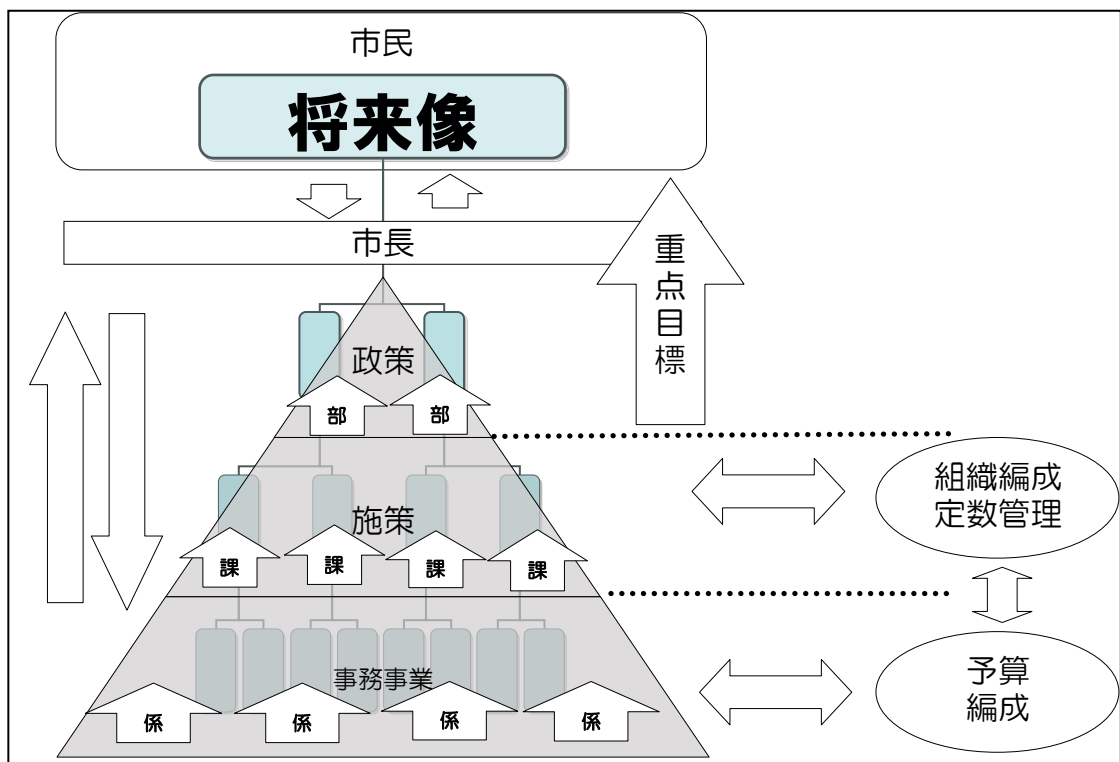 市民
将来像
市長
重点目標
政策
部
部
組織編成
定数管理
施策
課
課
課
課
予算
編成
事務事業
係
係
係
係